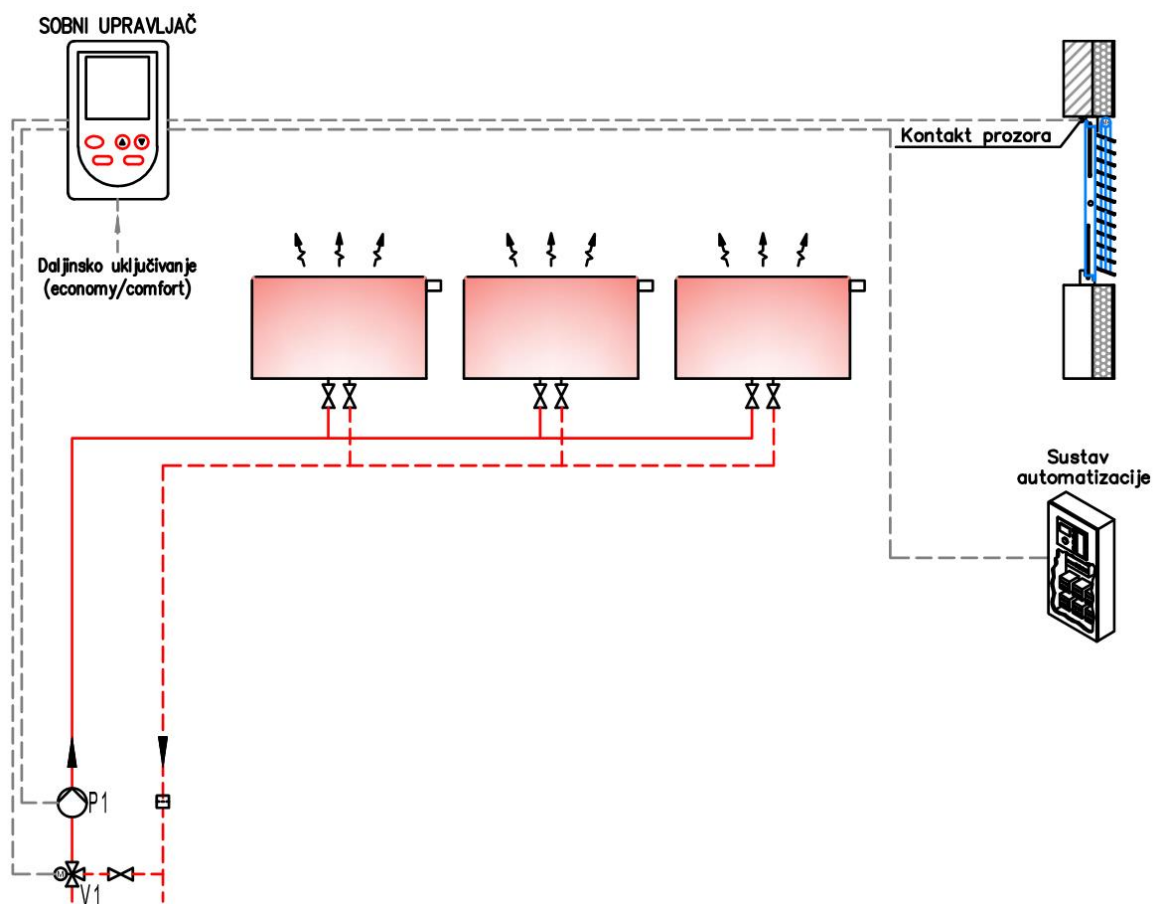 SOBNI UPRAVLJAČ
Kontakt prozora
Daljinsko uključivanje
(economy/comfort)
Sustav
automatizacije
P1
M
V1